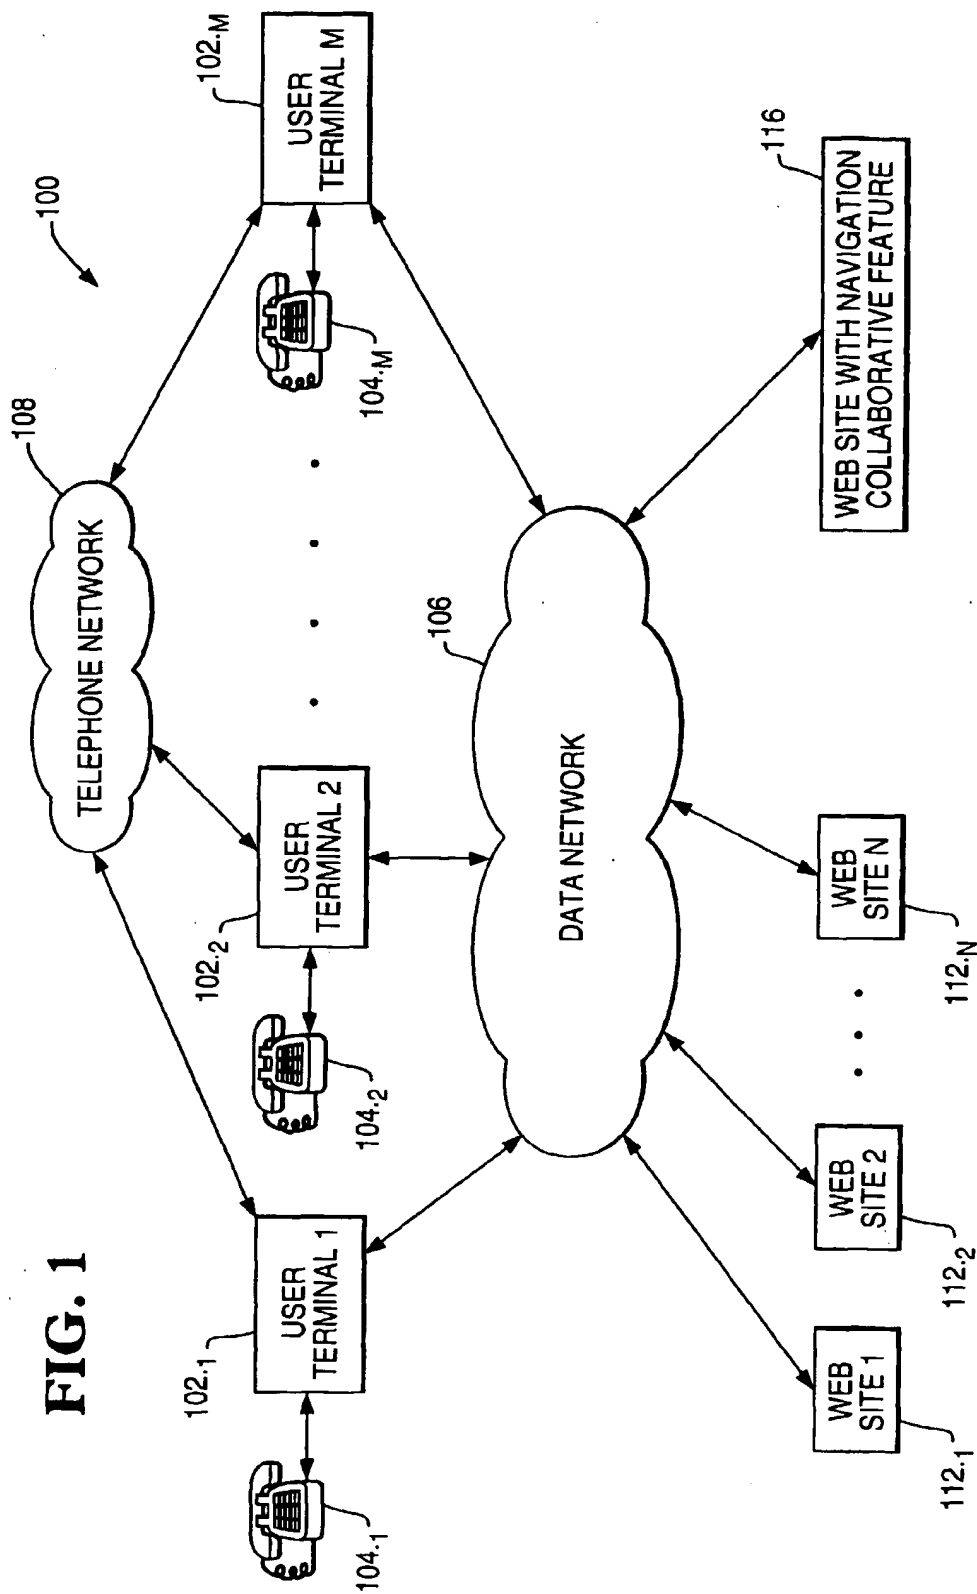 FIG. 1
100
108
TELEPHONE NETWORK
102.1
USER
TERMINAL 1
104.1
102.2
USER
TERMINAL 2
104.2
102.M
USER
TERMINAL M
104.M
106
DATA NETWORK
WEB
SITE 1
112.1
WEB
SITE 2
112.2
WEB
SITE N
112.N
116
WEB SITE WITH NAVIGATION
COLLABORATIVE FEATURE